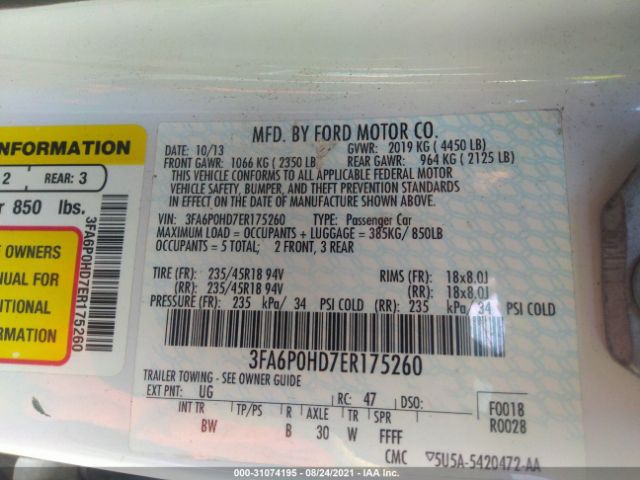 INFORMATION
2 REAR: 3
r 850 lbs.
OWNERS
NUAL FOR
ITIONAL
MATION
3FA6P0HD7ER175260
MFD. BY FORD MOTOR CO.
DATE: 10/13 GVWR: 2019 KG (4450 LB)
FRONT GAWR: 1066 KG (2350 LB) REAR GAWR: 964 KG (2125 LB)
THIS VEHICLE CONFORMS TO ALL APPLICABLE FEDERAL MOTOR
VEHICLE SAFETY, BUMPER, AND THEFT PREVENTION STANDARDS
IN EFFECT ON THE DATE OF MANUFACTURE SHOWN ABOVE.
VIN: 3FA6P0HD7ER175260 TYPE: Passenger Car
MAXIMUM LOAD = OCCUPANTS + LUGGAGE = 385KG/ 850LB
OCCUPANTS = 5 TOTAL; 2 FRONT, 3 REAR
TIRE (FR): 235/45R18 94V RIMS (FR): 18x8.0J
(RR): 235/45R18 94V (RR): 18x8.0J
PRESSURE (FR): 235 kPa/ 34 PSI COLD (RR): 235 kPa/ 34 PSI COLD
3FA6P0HD7ER175260
TRAILER TOWING - SEE OWNER GUIDE
EXT PNT: UG RC: 47 DSO: F0018
R0028
INT TR TP/PS R AXLE TR SPR
BW B 30 W FFFF
CMC ▽5U5A-5420472-AA
000-31074195 - 08/24/2021 - IAA Inc.